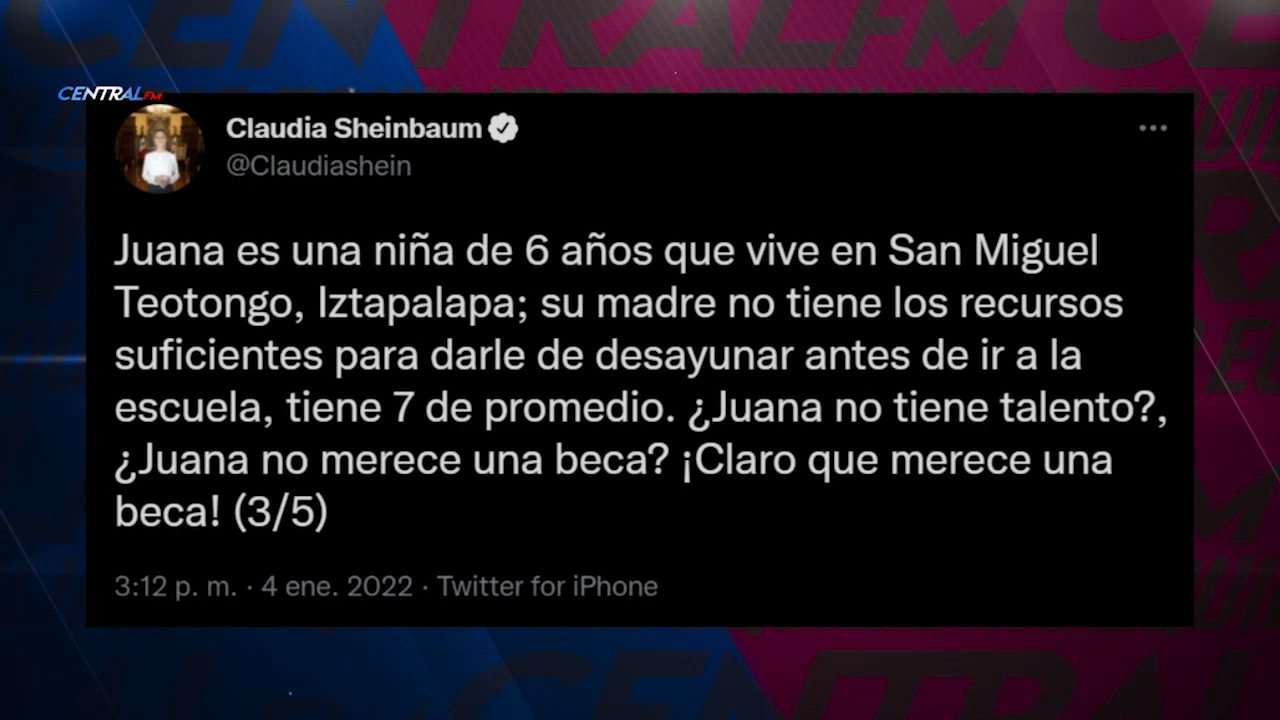 CENTRAL FM
Claudia Sheinbaum
@Claudiashein
Juana es una niña de 6 años que vive en San Miguel
Teotongo, Iztapalapa; su madre no tiene los recursos
suficientes para darle de desayunar antes de ir a la
escuela, tiene 7 de promedio. ¿Juana no tiene talento?,
¿Juana no merece una beca? ¡Claro que merece una
beca! (3/5)
3:12 p. m. · 4 ene. 2022 · Twitter for iPhone